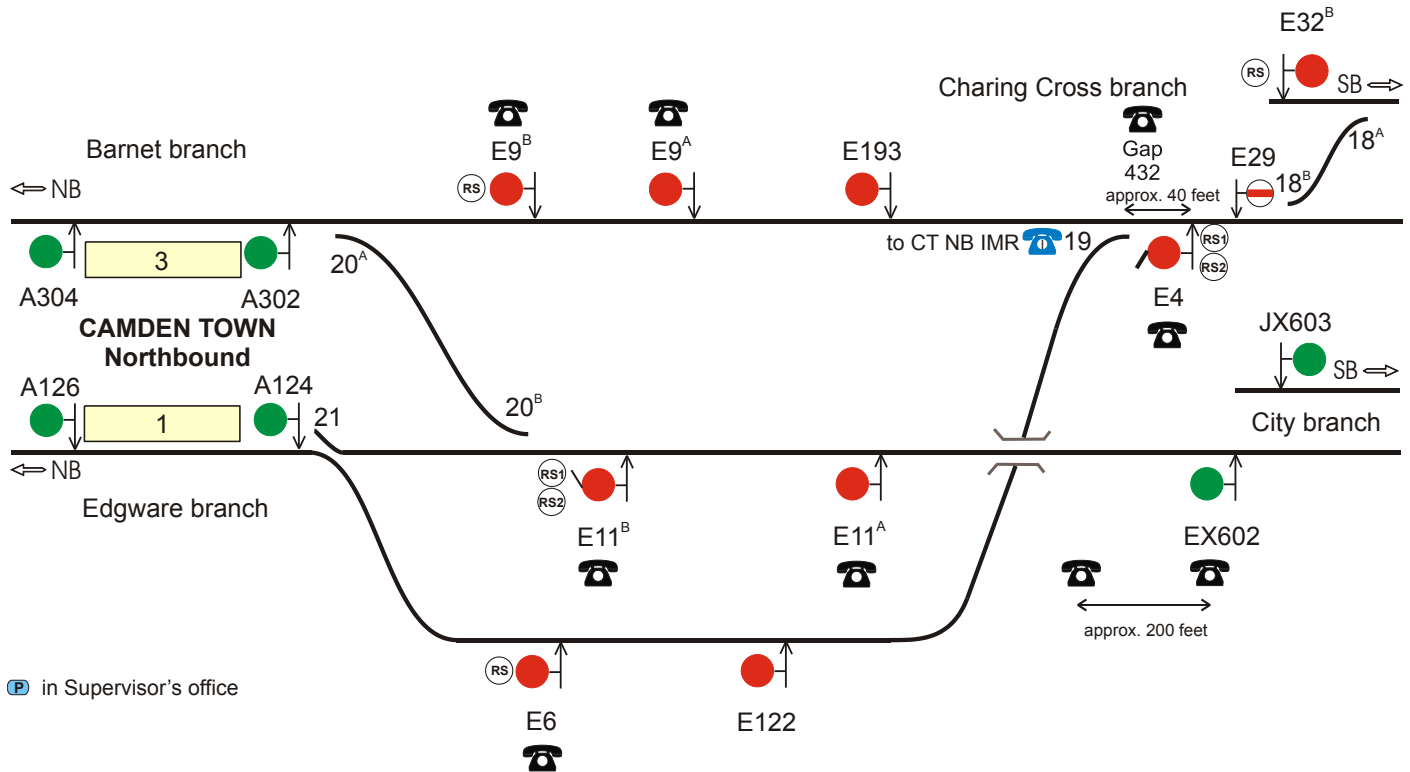 E32ᴮ
RS
SB
Charing Cross branch
Gap
432
approx. 40 feet
E29
18ᴮ
18ᴬ
Barnet branch
E9ᴮ
RS
E9ᴬ
E193
NB
to CT NB IMR
19
RS1
RS2
E4
3
A304
A302
20ᴬ
CAMDEN TOWN
Northbound
JX603
SB
City branch
A126
1
A124
21
20ᴮ
NB
Edgware branch
RS1
RS2
E11ᴮ
E11ᴬ
EX602
approx. 200 feet
P in Supervisor's office
RS
E6
E122